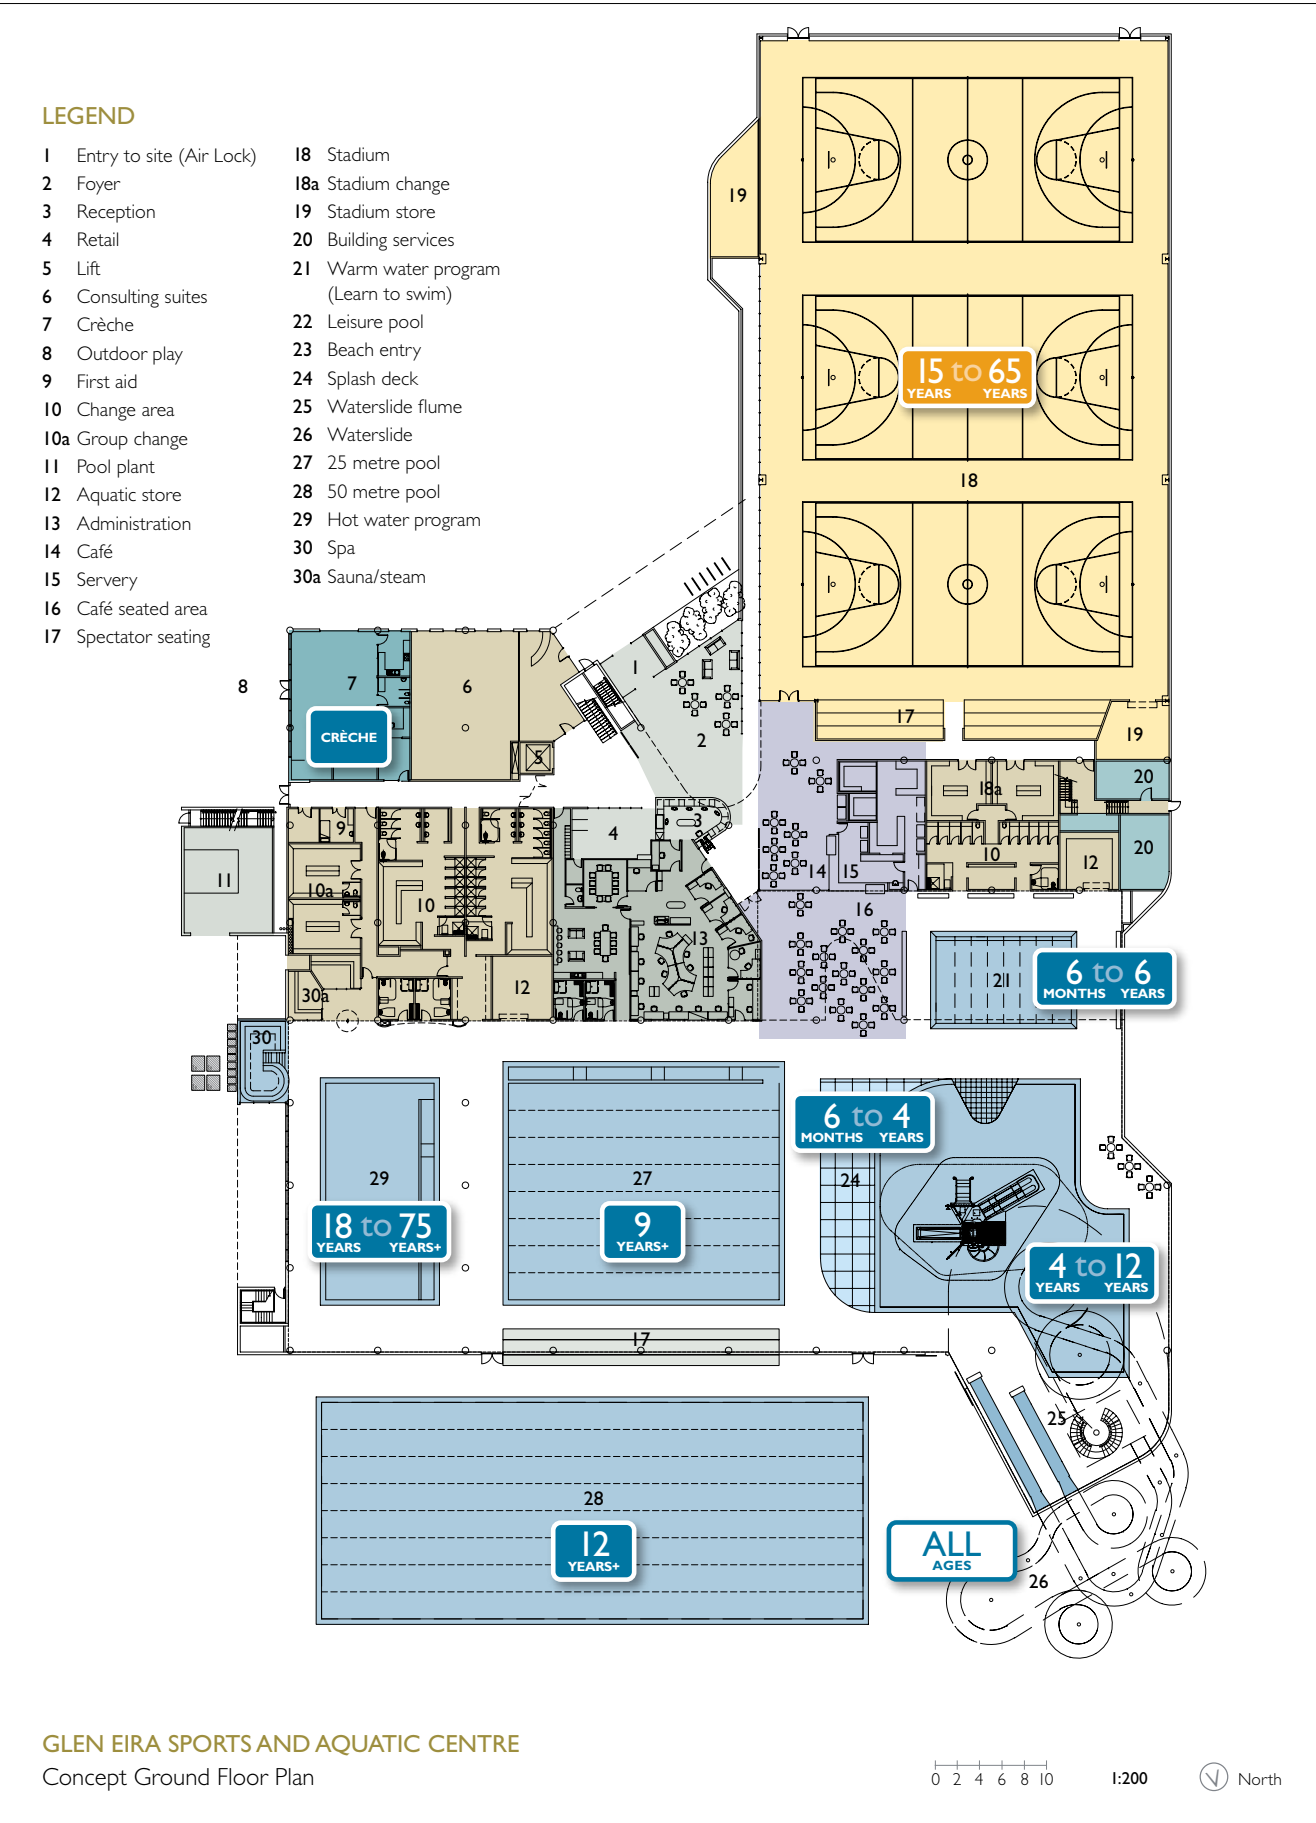 LEGEND
1 Entry to site (Air Lock)
2 Foyer
3 Reception
4 Retail
5 Lift
6 Consulting suites
7 Crèche
8 Outdoor play
9 First aid
10 Change area
10a Group change
11 Pool plant
12 Aquatic store
13 Administration
14 Café
15 Servery
16 Café seated area
17 Spectator seating
18 Stadium
18a Stadium change
19 Stadium store
20 Building services
21 Warm water program
(Learn to swim)
22 Leisure pool
23 Beach entry
24 Splash deck
25 Waterslide flume
26 Waterslide
27 25 metre pool
28 50 metre pool
29 Hot water program
30 Spa
30a Sauna/steam
19
15 to 65
YEARS YEARS
18
1
8
7
6
17
CRÈCHE
2
19
5
20
18a
3
9
4
20
10
12
14
15
11
10a
10
16
13
21
6 to 6
MONTHS YEARS
30a
12
30
6 to 4
MONTHS YEARS
29
27
24
18 to 75
YEARS YEARS+
9
YEARS+
4 to 12
YEARS YEARS
17
25
28
12
YEARS+
ALL
AGES
26
GLEN EIRA SPORTS AND AQUATIC CENTRE
Concept Ground Floor Plan
0 2 4 6 8 10
1:200
North